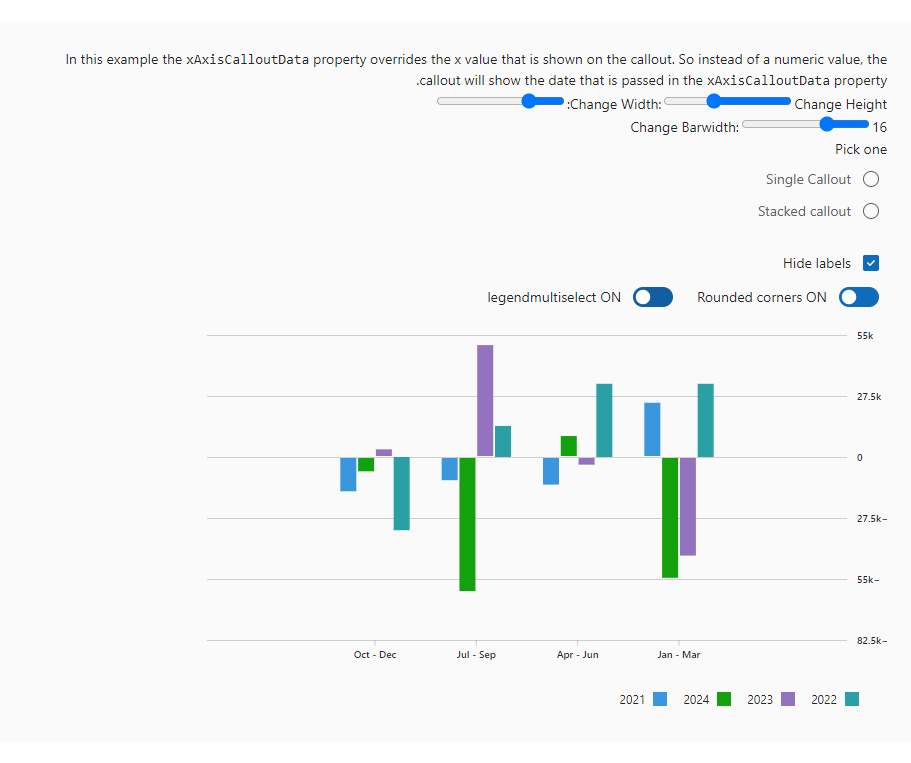 In this example the xAxisCalloutData property overrides the x value that is shown on the callout. So instead of a numeric value, the
.callout will show the date that is passed in the xAxisCalloutData property
:Change Width: Change Height
Change Barwidth: 16
Pick one
Single Callout
Stacked callout
Hide labels
legendmultiselect ON Rounded corners ON
55k
27.5k
0
27.5k−
55k−
82.5k−
Oct - Dec Jul - Sep Apr - Jun Jan - Mar
2021 2024 2023 2022